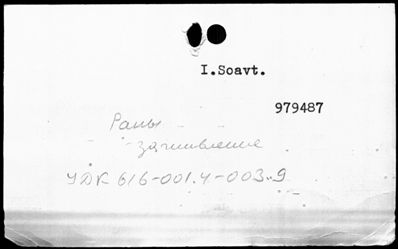 I.Soavt.
979487
Раны
заживление
УДК 616-001.4-003.9